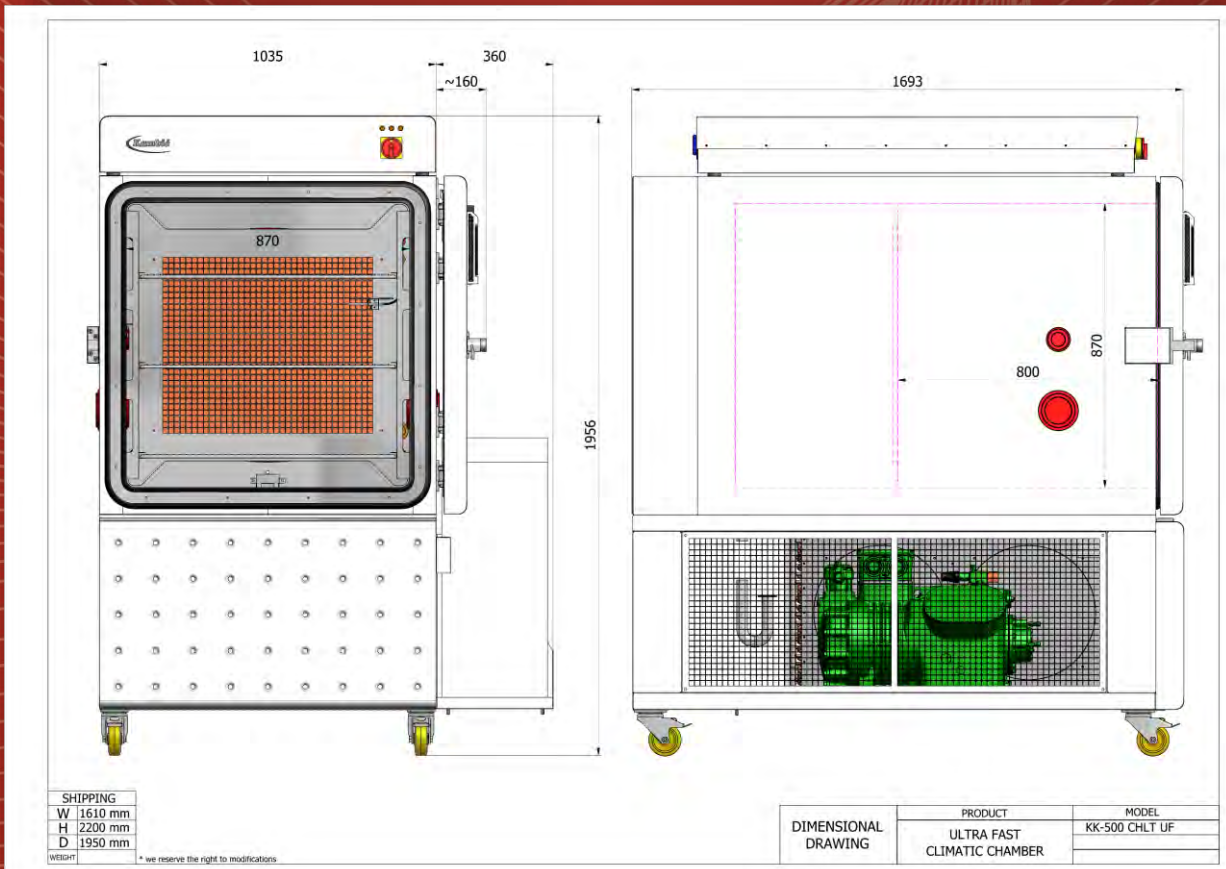 1035
360
~160
1693
Kambič
870
1956
870
800
SHIPPING
W 1610 mm
H 2200 mm
D 1950 mm
WEIGHT
* we reserve the right to modifications
DIMENSIONAL
DRAWING
PRODUCT
ULTRA FAST
CLIMATIC CHAMBER
MODEL
KK-500 CHLT UF